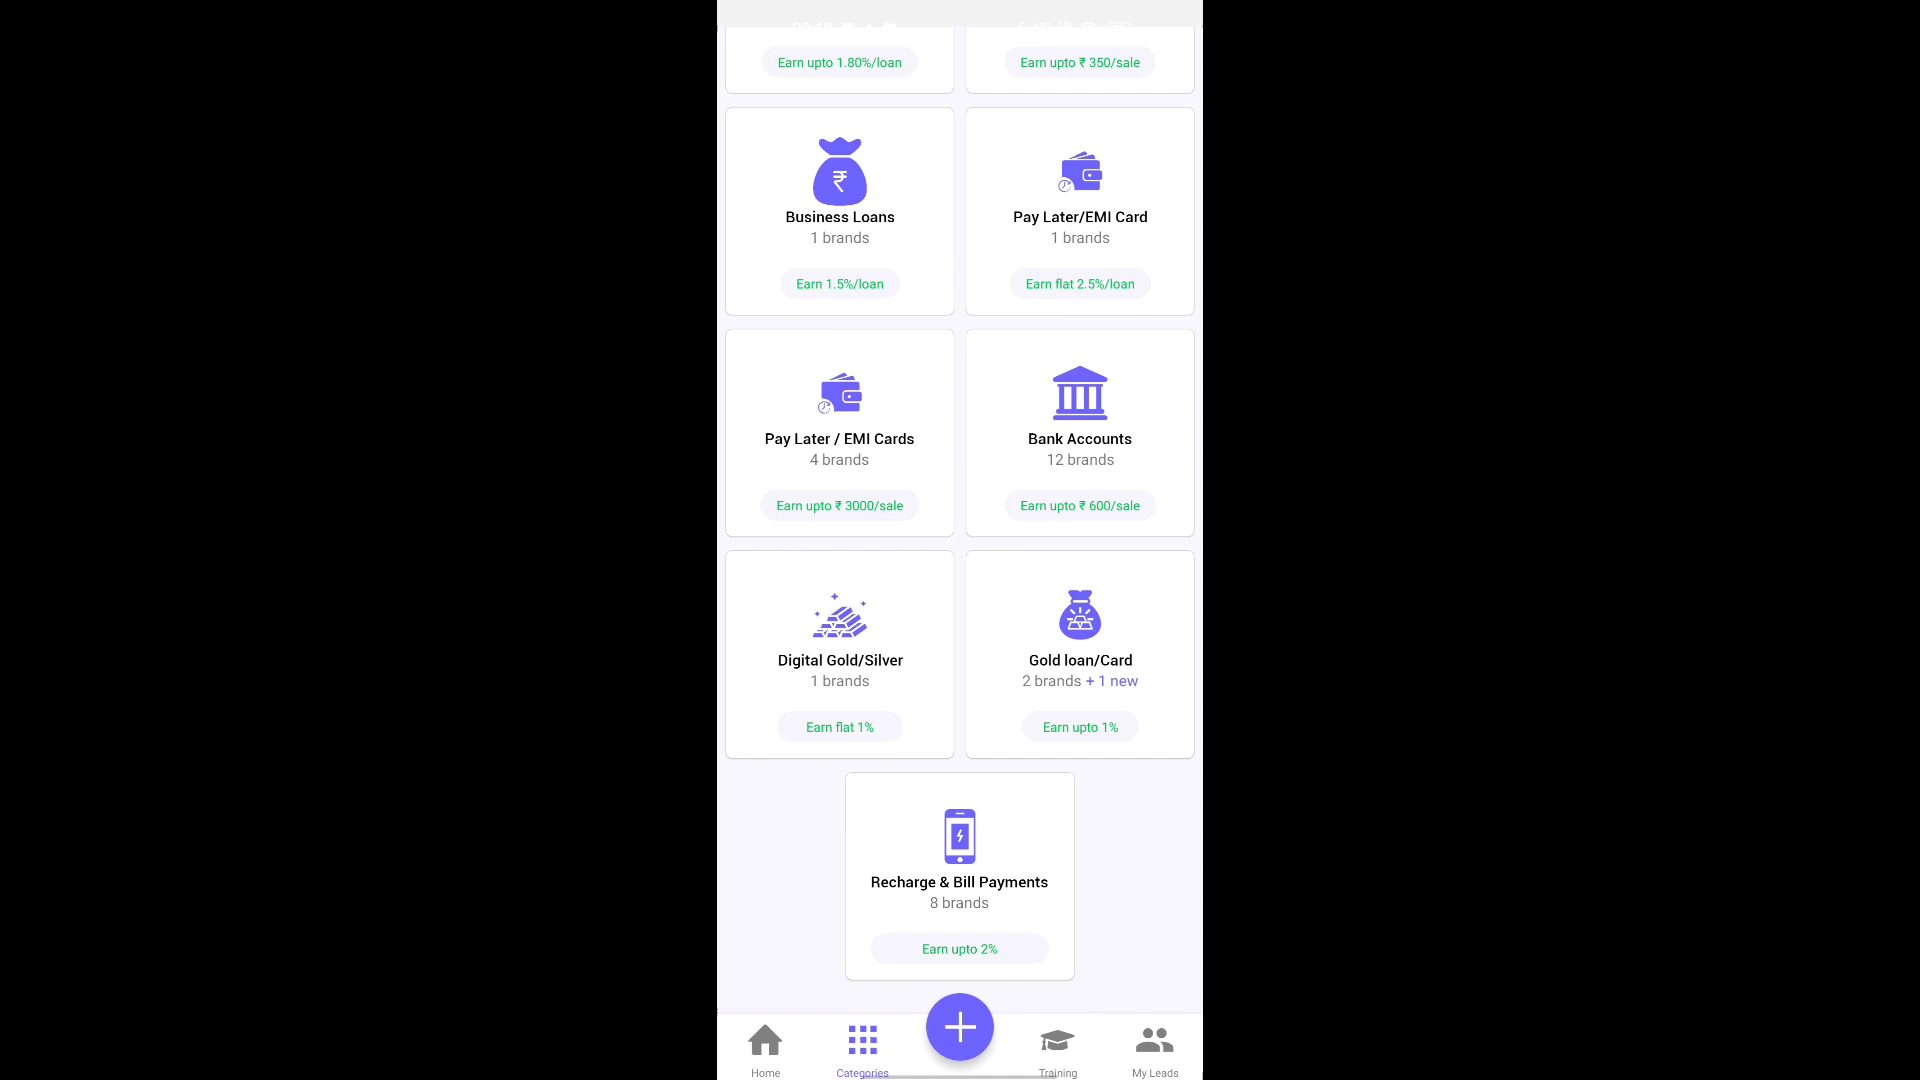 Earn upto 1.80%/loan
Earn upto ₹ 350/sale
₹
Business Loans
1 brands
Earn 1.5%/loan
Pay Later/EMI Card
1 brands
Earn flat 2.5%/loan
Pay Later / EMI Cards
4 brands
Earn upto ₹ 3000/sale
Bank Accounts
12 brands
Earn upto ₹ 600/sale
Digital Gold/Silver
1 brands
Earn flat 1%
Gold loan/Card
2 brands + 1 new
Earn upto 1%
Recharge & Bill Payments
8 brands
Earn upto 2%
Home
Categories
Training
My Leads